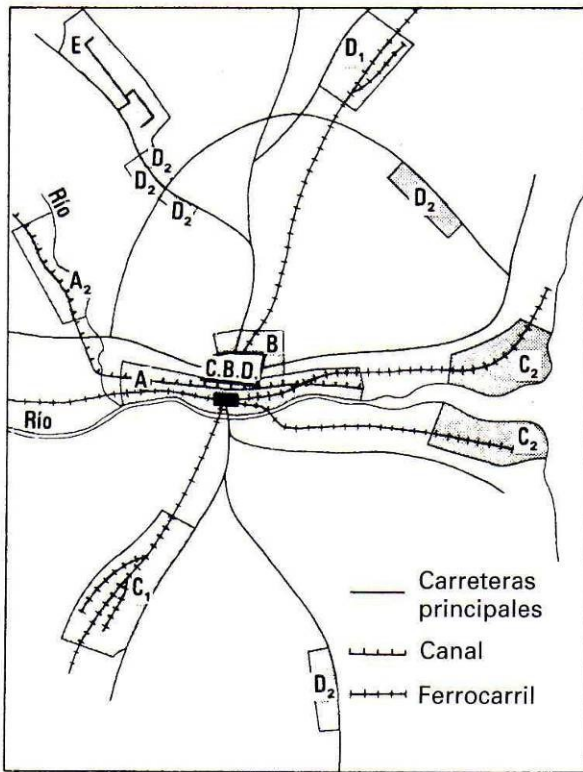 E
D₁
D₂
D₂
D₂
D₂
Río
A₂
B
C.B.D.
A
C₂
Río
C₂
C₁
Carreteras
principales
Canal
D₂
Ferrocarril